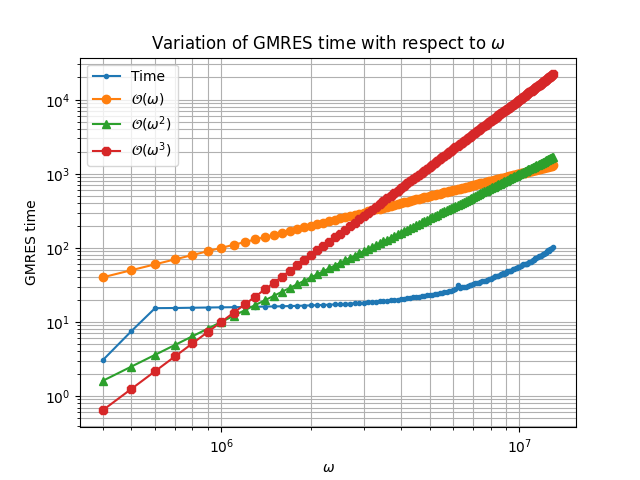 Variation of GMRES time with respect to ω
Time
𝒪(ω)
𝒪(ω²)
𝒪(ω³)
GMRES time
10⁴
10³
10²
10¹
10⁰
10⁶
10⁷
ω